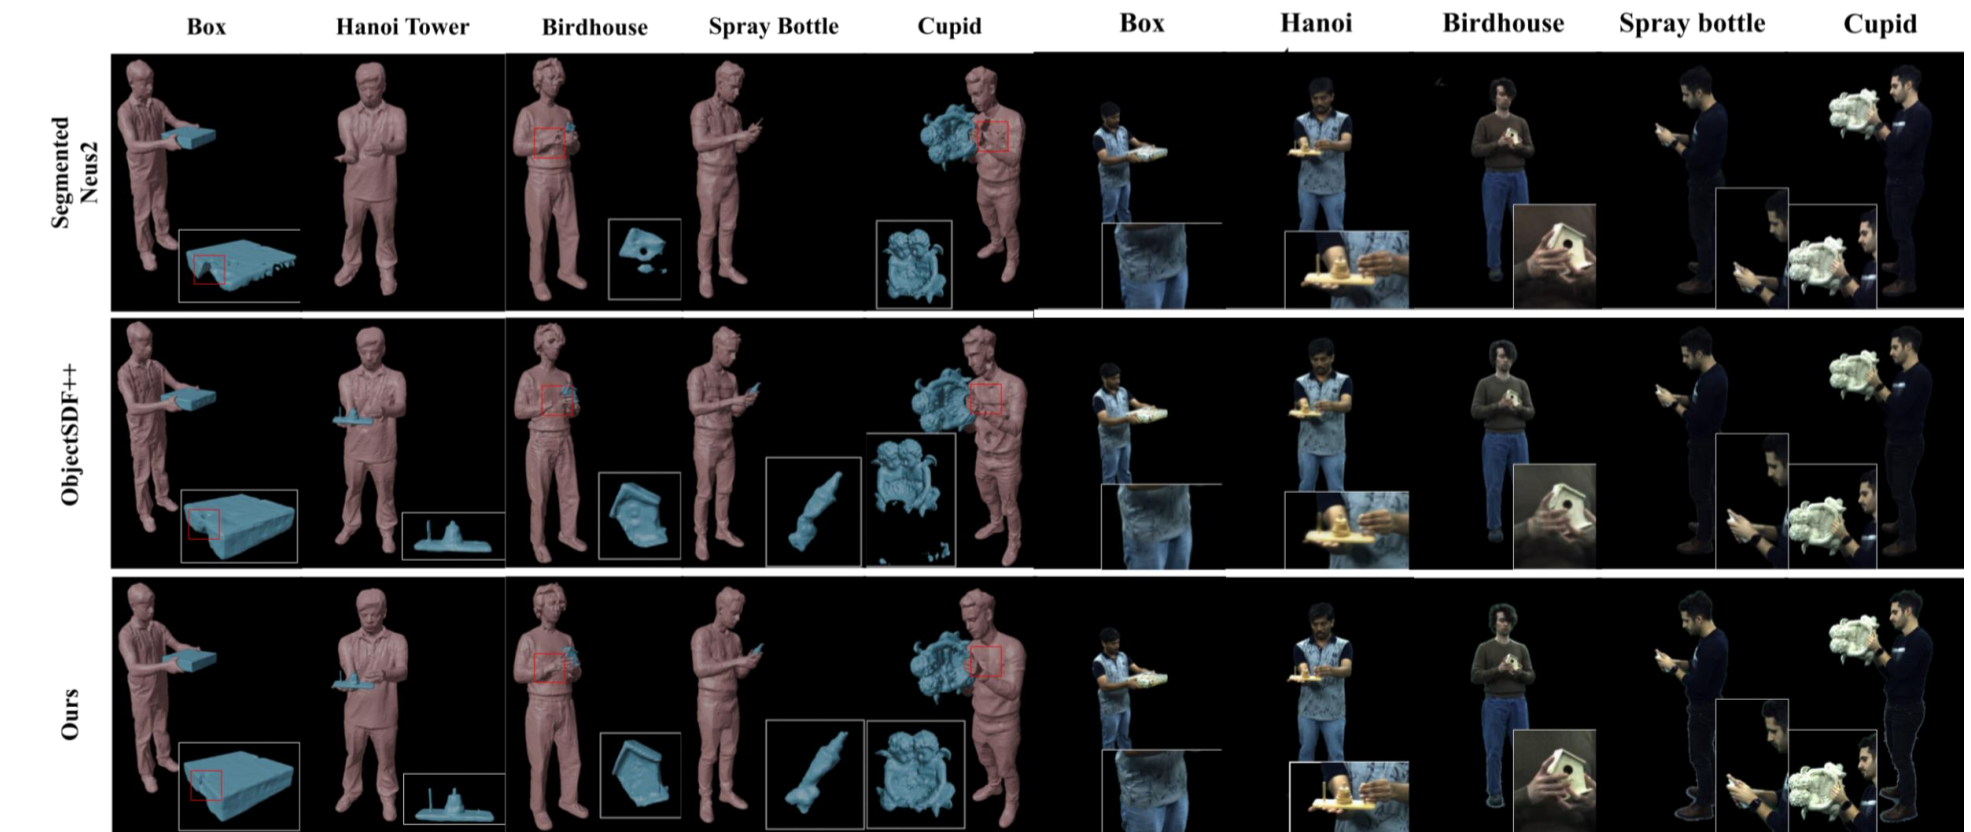 Box Hanoi Tower Birdhouse Spray Bottle Cupid Box Hanoi Birdhouse Spray bottle Cupid
Segmented
Neus2
ObjectSDF++
Ours